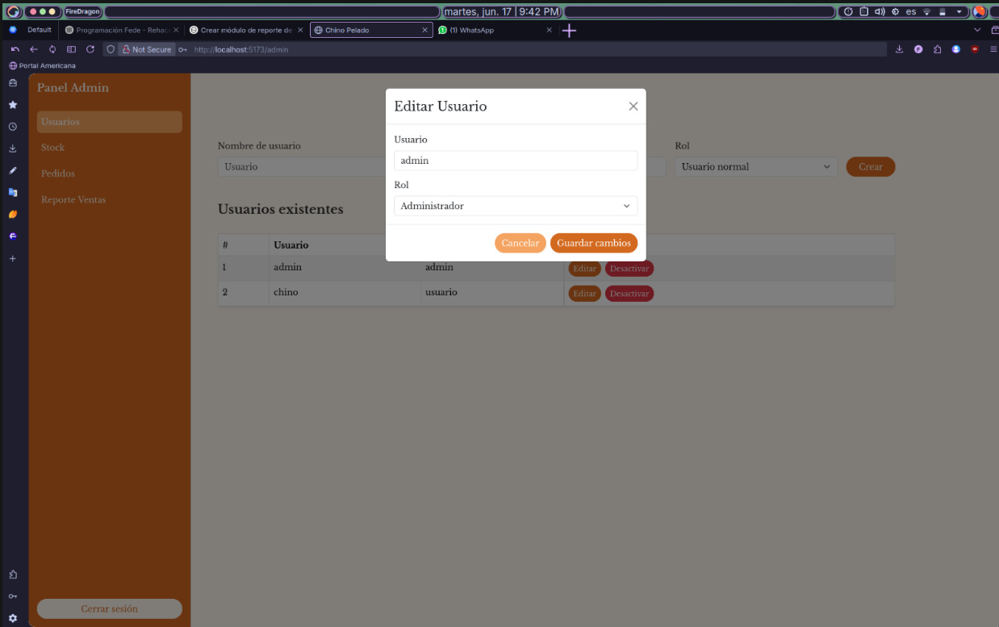 FireDragon
martes, jun. 17 | 9:42 PM
es
Default
Programación Fede - Rehac
Crear módulo de reporte de
Chino Pelado
(1) WhatsApp
Not Secure
http://localhost:5173/admin
Portal Americana
Panel Admin
Usuarios
Stock
Pedidos
Reporte Ventas
Cerrar sesión
Editar Usuario
Usuario
admin
Rol
Administrador
Cancelar
Guardar cambios
Nombre de usuario
Usuario
Rol
Usuario normal
Crear
Usuarios existentes
# Usuario
1 admin admin Editar Desactivar
2 chino usuario Editar Desactivar